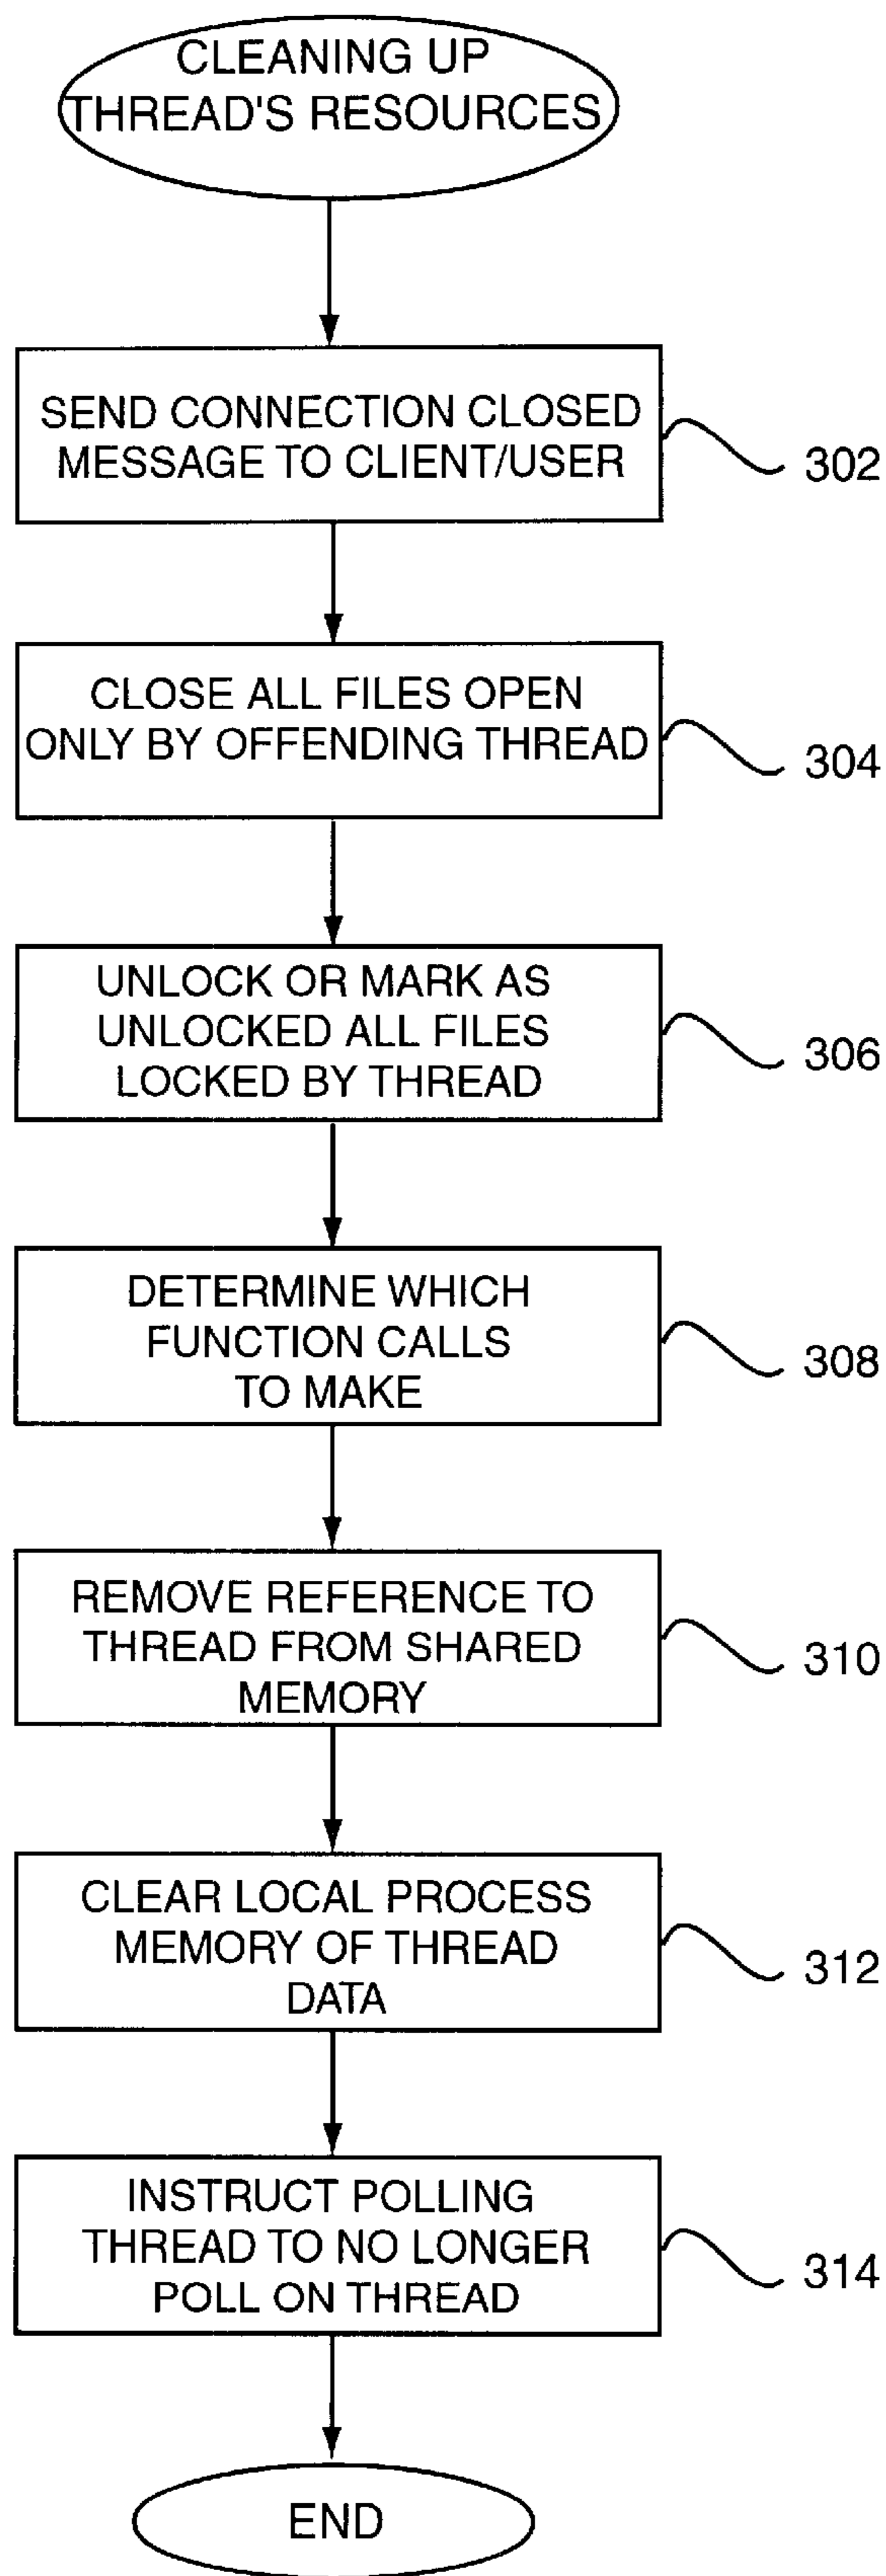 CLEANING UP
THREAD'S RESOURCES
SEND CONNECTION CLOSED
MESSAGE TO CLIENT/USER
302
CLOSE ALL FILES OPEN
ONLY BY OFFENDING THREAD
304
UNLOCK OR MARK AS
UNLOCKED ALL FILES
LOCKED BY THREAD
306
DETERMINE WHICH
FUNCTION CALLS
TO MAKE
308
REMOVE REFERENCE TO
THREAD FROM SHARED
MEMORY
310
CLEAR LOCAL PROCESS
MEMORY OF THREAD
DATA
312
INSTRUCT POLLING
THREAD TO NO LONGER
POLL ON THREAD
314
END